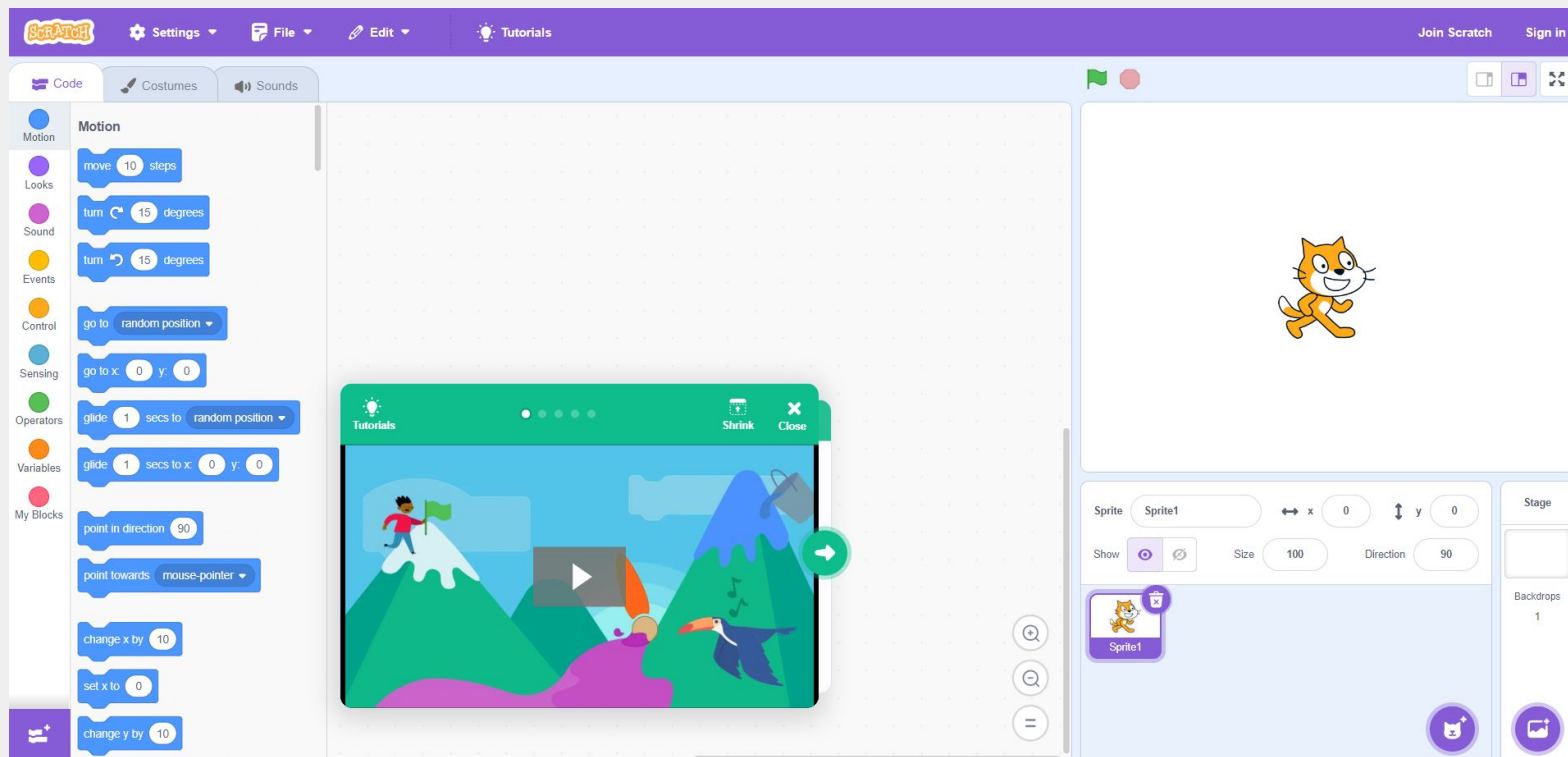 SCRATCH Settings File Edit Tutorials Join Scratch Sign in
Code Costumes Sounds
Motion
Looks
Sound
Events
Control
Sensing
Operators
Variables
My Blocks
Motion
move 10 steps
turn 15 degrees
turn 15 degrees
go to random position
go to x: 0 y: 0
glide 1 secs to random position
glide 1 secs to x: 0 y: 0
point in direction 90
point towards mouse-pointer
change x by 10
set x to 0
change y by 10
Tutorials Shrink Close
Sprite Sprite1 x 0 y 0
Show Size 100 Direction 90
Sprite1
Stage
Backdrops
1